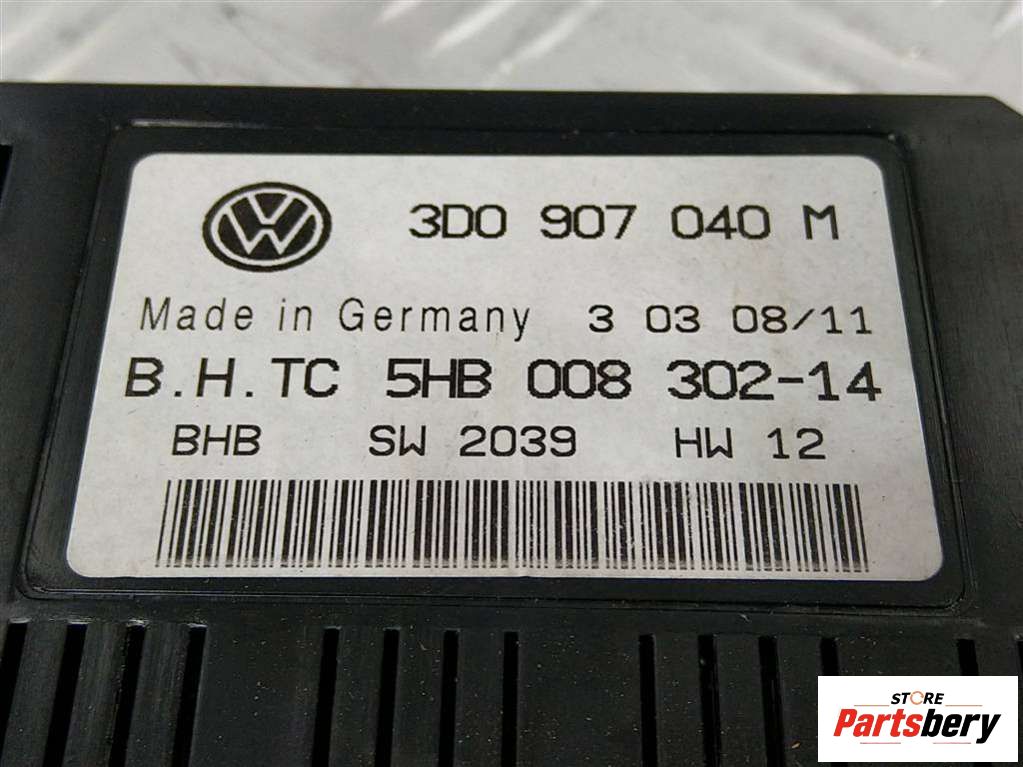 3D0 907 040 M
Made in Germany 3 03 08/11
B.H.TC 5HB 008 302-14
BHB SW 2039 HW 12
STORE
Partsbery